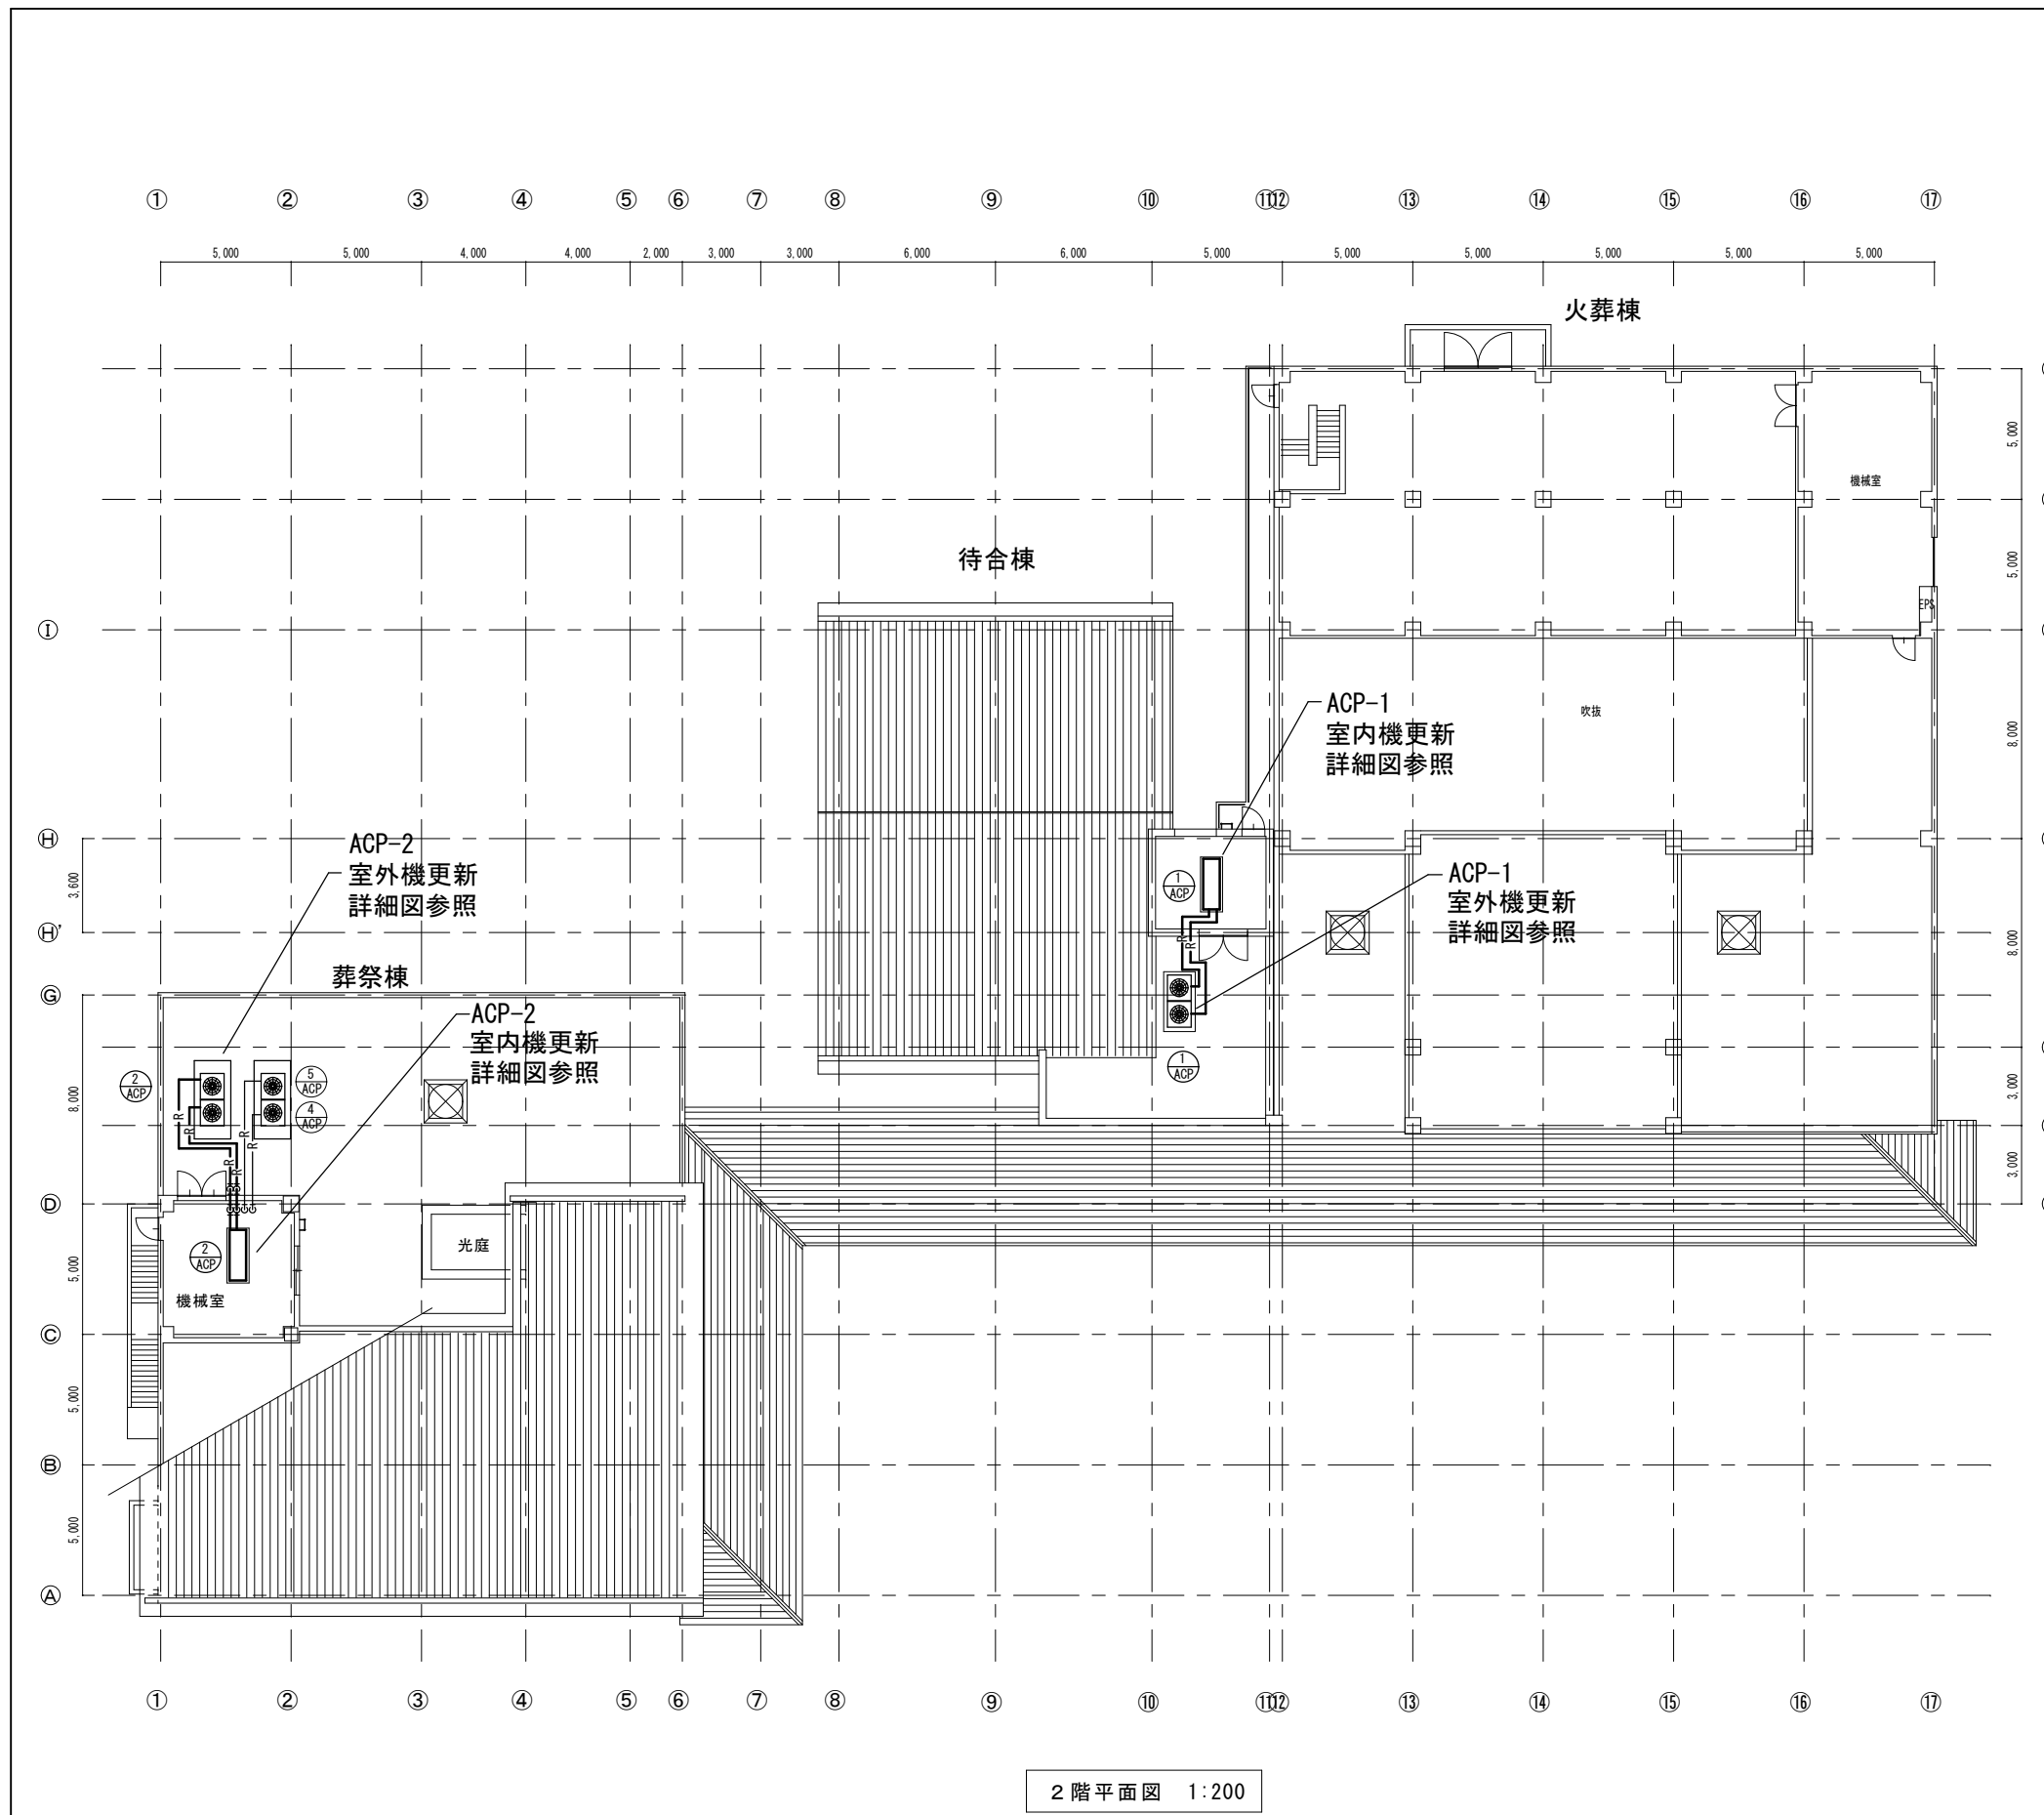 ① ② ③ ④ ⑤ ⑥ ⑦ ⑧ ⑨ ⑩ ⑪ ⑫ ⑬ ⑭ ⑮ ⑯ ⑰
5,000 5,000 4,000 4,000 2,000 3,000 3,000 6,000 6,000 5,000 5,000 5,000 5,000 5,000 5,000
火葬棟
5,000
機械室
待合棟
5,000
EPS
Ⓘ
ACP-1
室内機更新
詳細図参照
吹抜
8,000
Ⓗ
ACP-2
室外機更新
詳細図参照
3,600
1
ACP
ACP-1
室外機更新
詳細図参照
Ⓗ'
R
R
8,000
葬祭棟
Ⓖ
ACP-2
室内機更新
詳細図参照
1
ACP
2
ACP
5
ACP
4
ACP
8,000
3,000
R
R
R
R
R
R
3,000
Ⓓ
光庭
2
ACP
5,000
機械室
Ⓒ
5,000
Ⓑ
5,000
Ⓐ
① ② ③ ④ ⑤ ⑥ ⑦ ⑧ ⑨ ⑩ ⑪ ⑫ ⑬ ⑭ ⑮ ⑯ ⑰
2階平面図 1:200